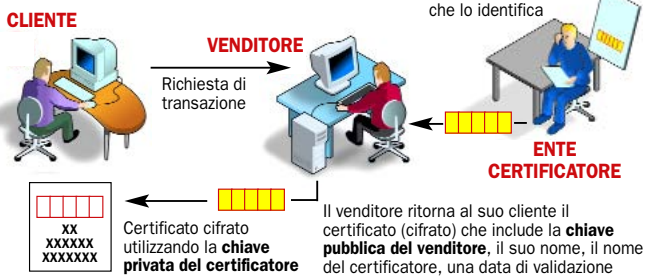 che lo identifica
CLIENTE
VENDITORE
Richiesta di
transazione
ENTE
CERTIFICATORE
XX
XXXXXX
XXXXXXX
Certificato cifrato
utilizzando la chiave
privata del certificatore
Il venditore ritorna al suo cliente il
certificato (cifrato) che include la chiave
pubblica del venditore, il suo nome, il nome
del certificatore, una data di validazione